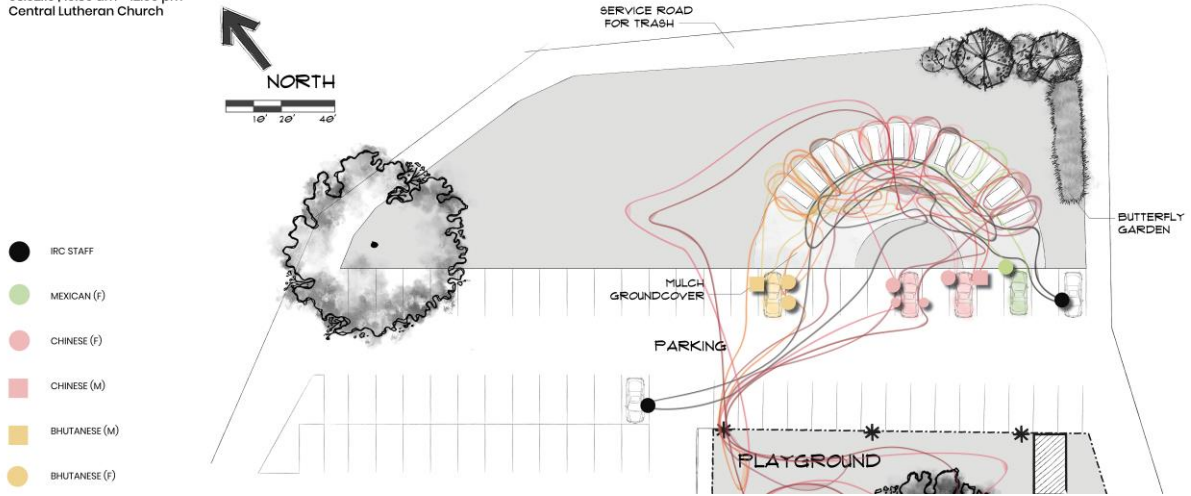 Central Lutheran Church
NORTH
10' 20' 40'
SERVICE ROAD
FOR TRASH
BUTTERFLY
GARDEN
IRC STAFF
MEXICAN (F)
CHINESE (F)
CHINESE (M)
BHUTANESE (M)
BHUTANESE (F)
MULCH
GROUNDCOVER
PARKING
PLAYGROUND